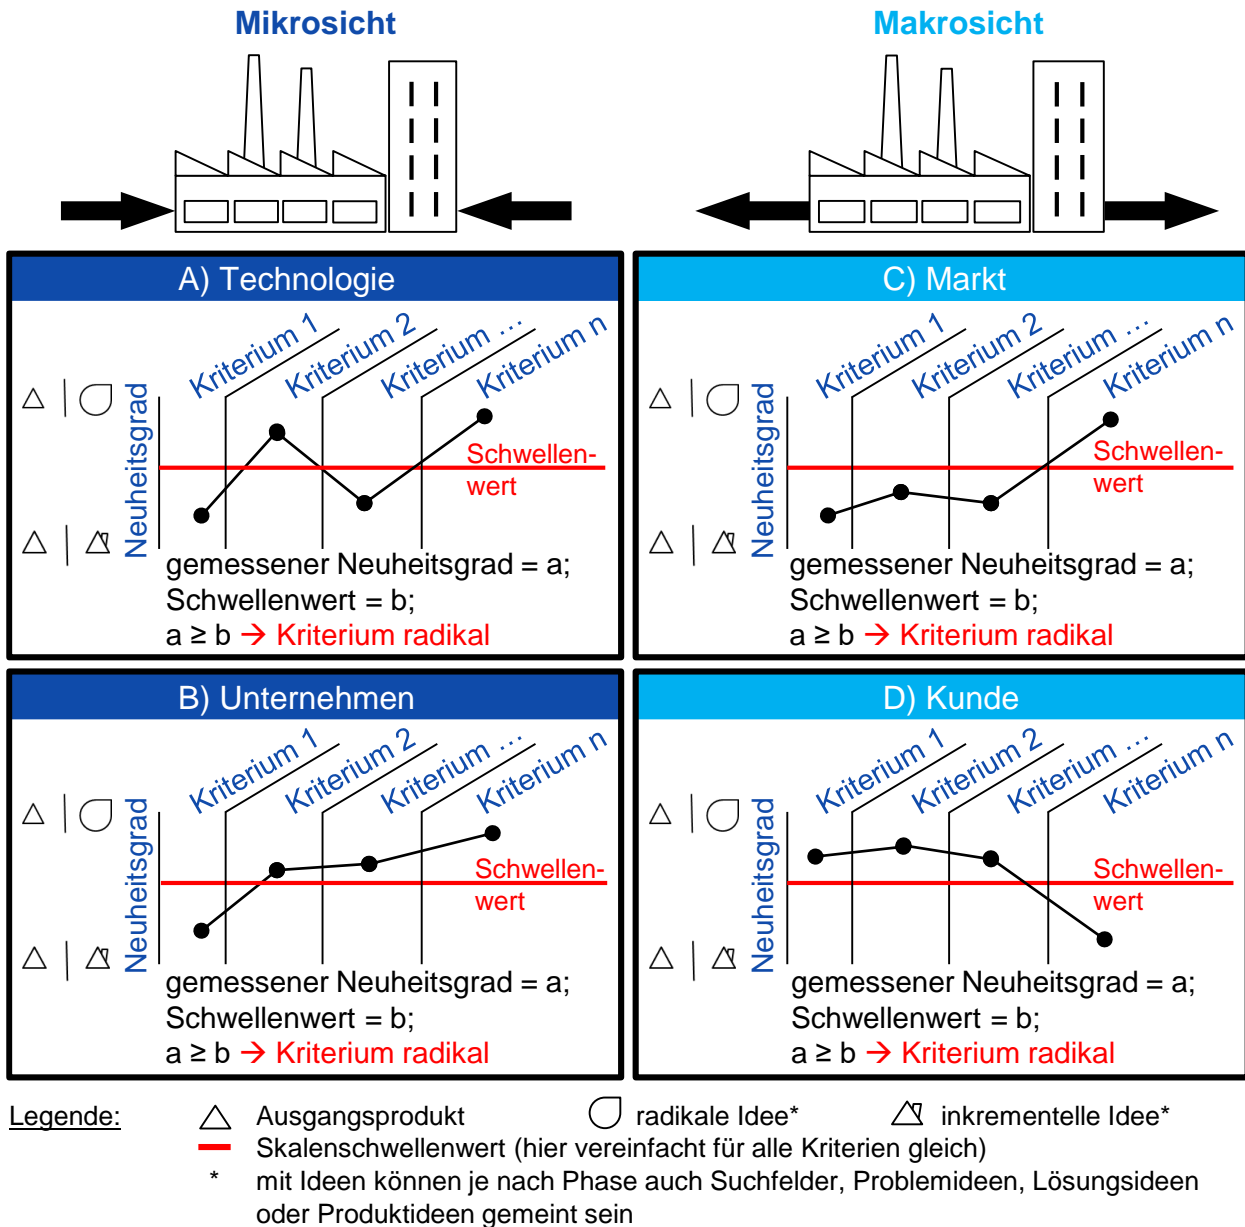 Mikrosicht
Makrosicht
A) Technologie
Kriterium 1
Kriterium 2
Kriterium ...
Kriterium n
Neuheitsgrad
Schwellen-
wert
gemessener Neuheitsgrad = a;
Schwellenwert = b;
a ≥ b → Kriterium radikal
C) Markt
Kriterium 1
Kriterium 2
Kriterium ...
Kriterium n
Neuheitsgrad
Schwellen-
wert
gemessener Neuheitsgrad = a;
Schwellenwert = b;
a ≥ b → Kriterium radikal
B) Unternehmen
Kriterium 1
Kriterium 2
Kriterium ...
Kriterium n
Neuheitsgrad
Schwellen-
wert
gemessener Neuheitsgrad = a;
Schwellenwert = b;
a ≥ b → Kriterium radikal
D) Kunde
Kriterium 1
Kriterium 2
Kriterium ...
Kriterium n
Neuheitsgrad
Schwellen-
wert
gemessener Neuheitsgrad = a;
Schwellenwert = b;
a ≥ b → Kriterium radikal
Legende: Ausgangsprodukt radikale Idee* inkrementelle Idee*
Skalenschwellenwert (hier vereinfacht für alle Kriterien gleich)
* mit Ideen können je nach Phase auch Suchfelder, Problemideen, Lösungsideen
oder Produktideen gemeint sein